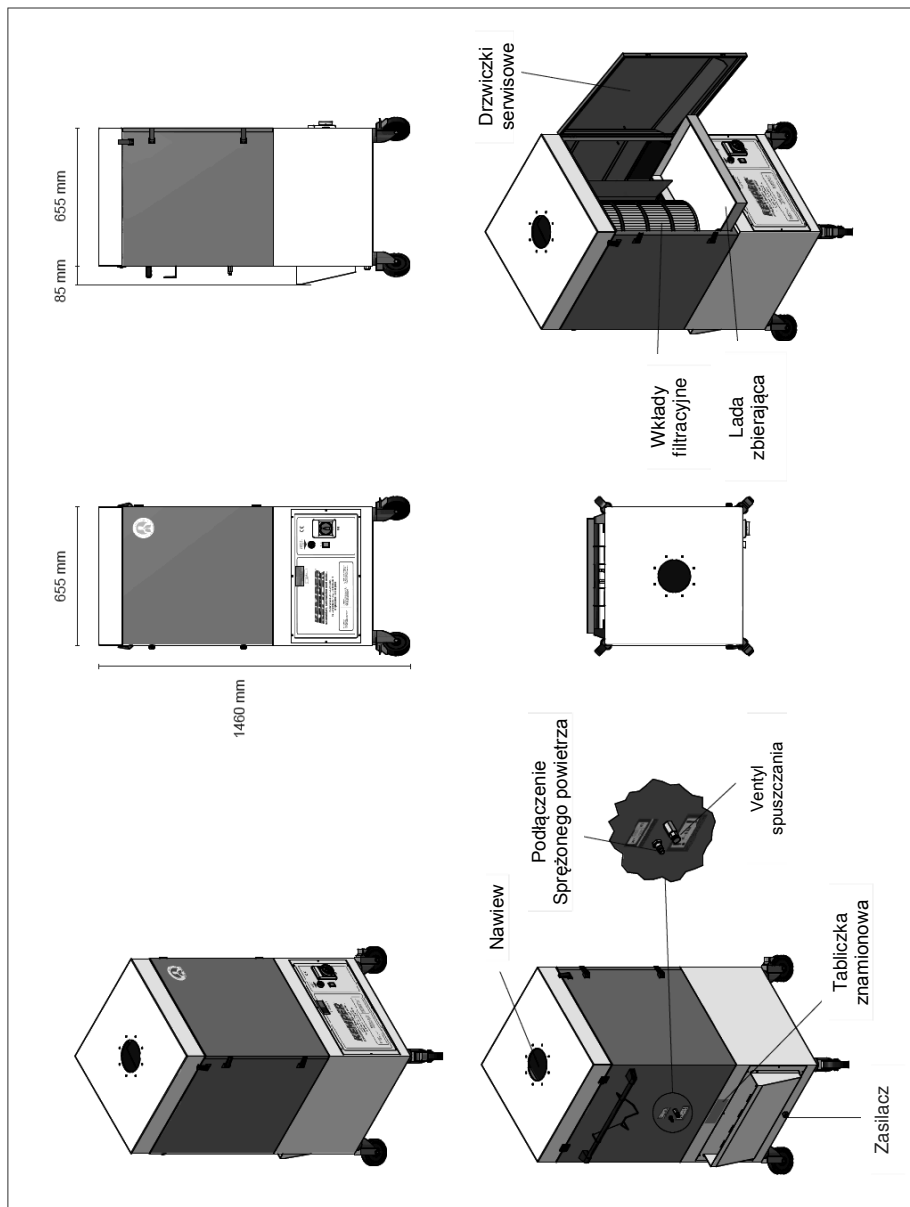 655 mm
85 mm
Drzwiczki
serwisowe
Wkłady
filtracyjne
Lada
zbierająca
655 mm
1460 mm
KEMPER
Podłączenie
Sprężonego powietrza
Ventyl
spuszczania
Nawiew
Tabliczka
znamionowa
Zasilacz